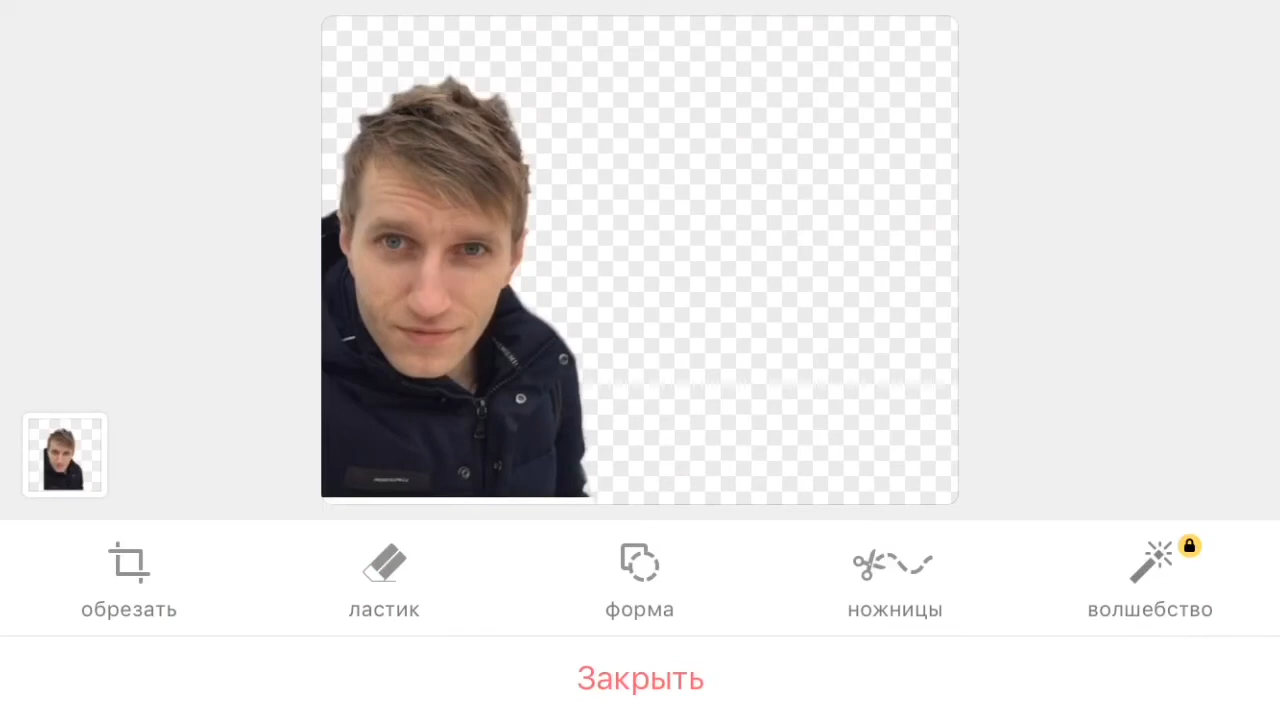 обрезать
ластик
форма
ножницы
волшебство
Закрыть